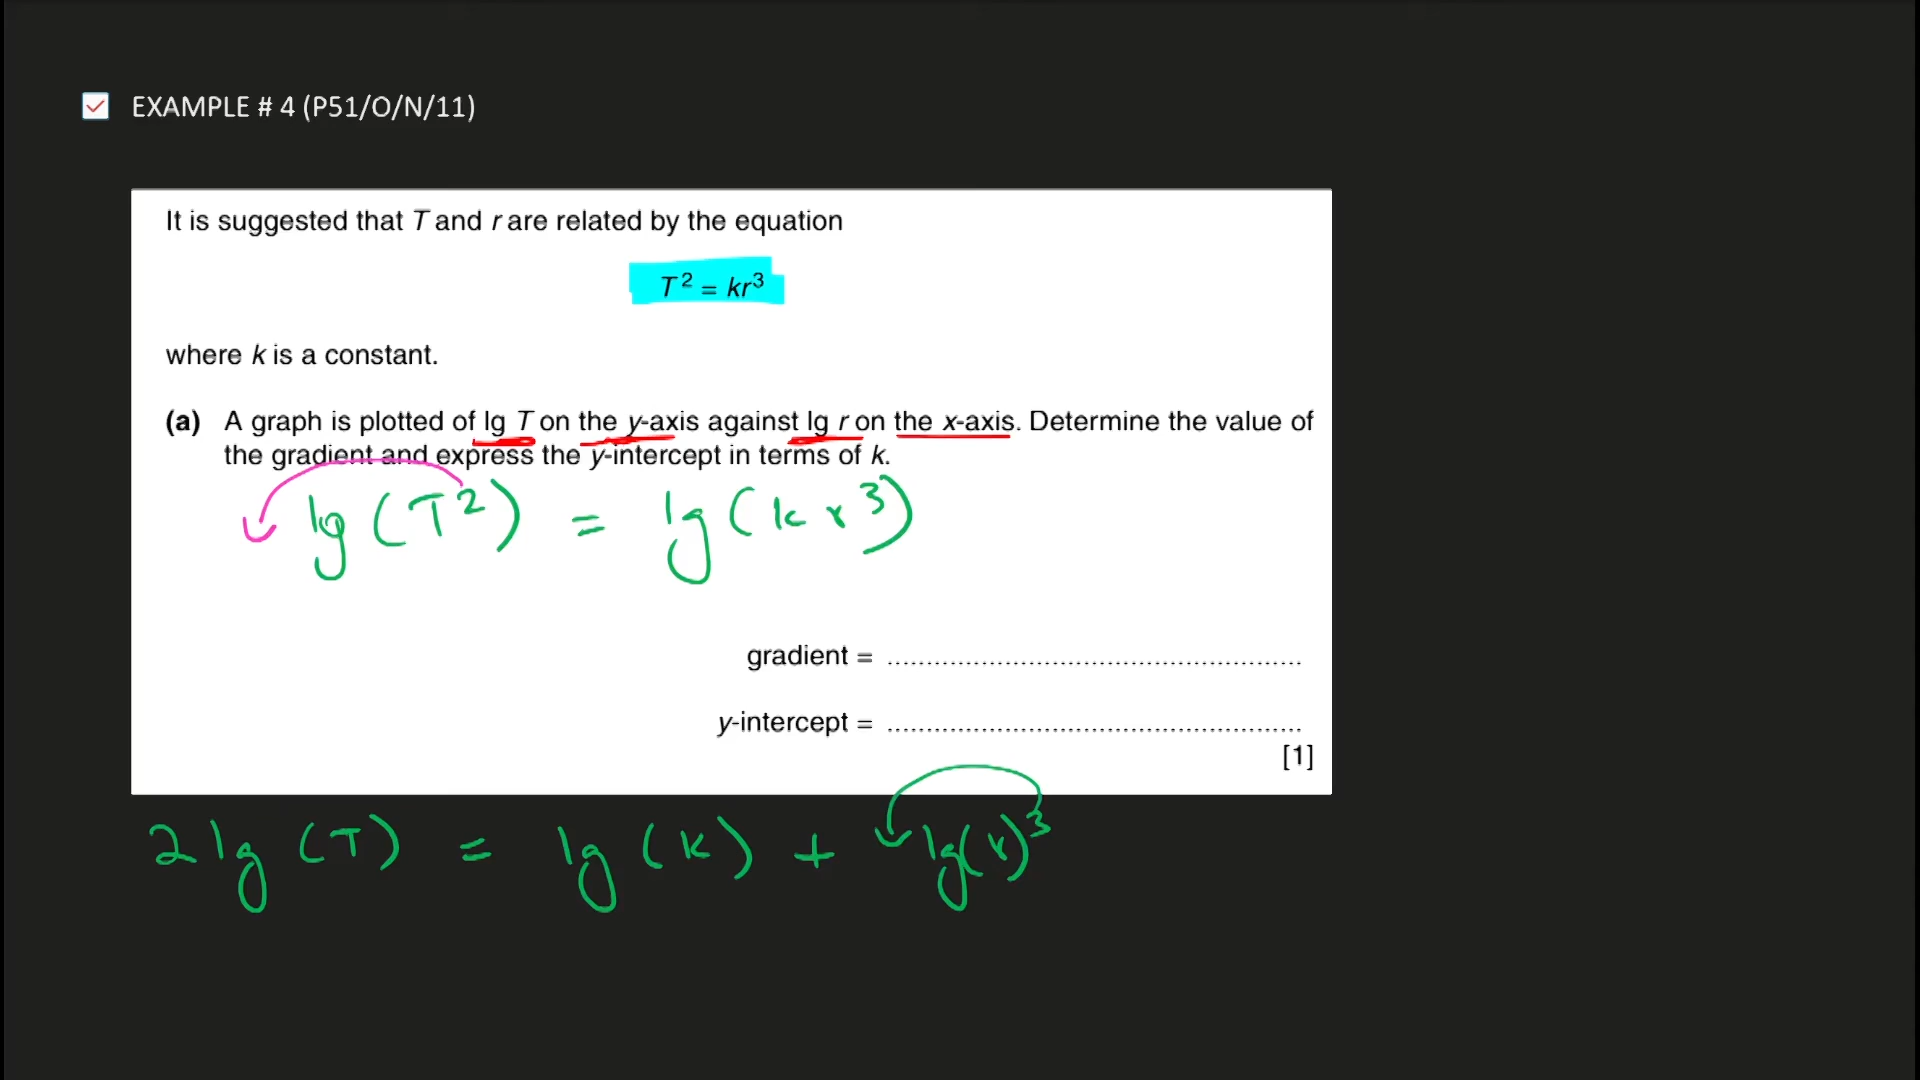 EXAMPLE # 4 (P51/O/N/11)
It is suggested that T and r are related by the equation
T² = kr³
where k is a constant.
(a) A graph is plotted of lg T on the y-axis against lg r on the x-axis. Determine the value of
the gradient and express the y-intercept in terms of k.
lg (T²) = lg (k r³)
gradient = ......................................................
y-intercept = ......................................................
[1]
2 lg (T) = lg (k) + lg(r)³